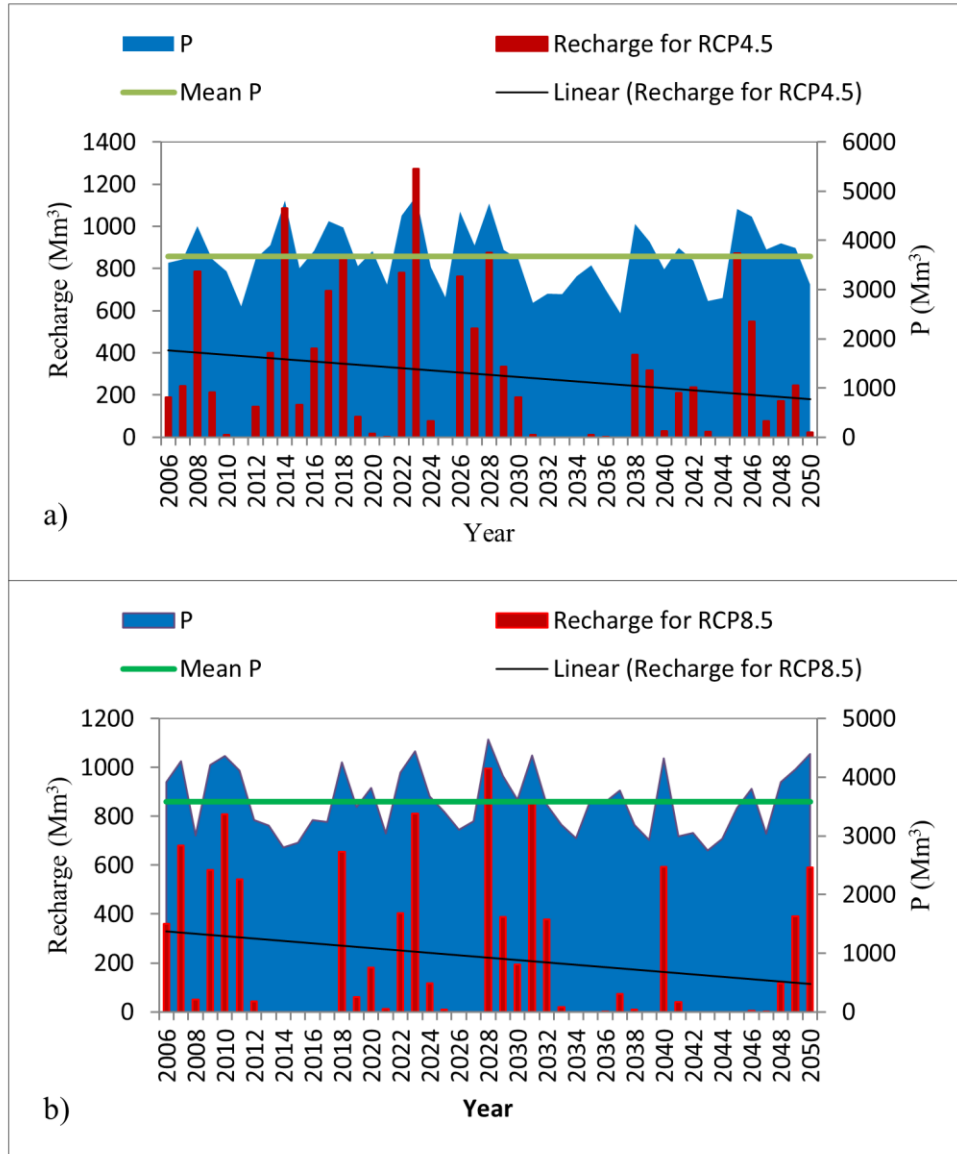 P Recharge for RCP4.5
Mean P Linear (Recharge for RCP4.5)
Recharge (Mm³)
1400
1200
1000
800
600
400
200
0
6000
5000
4000
3000
2000
1000
0
P (Mm³)
2006 2008 2010 2012 2014 2016 2018 2020 2022 2024 2026 2028 2030 2032 2034 2036 2038 2040 2042 2044 2046 2048 2050
a) Year
P Recharge for RCP8.5
Mean P Linear (Recharge for RCP8.5)
Recharge (Mm³)
1200
1000
800
600
400
200
0
5000
4000
3000
2000
1000
0
P (Mm³)
2006 2008 2010 2012 2014 2016 2018 2020 2022 2024 2026 2028 2030 2032 2034 2036 2038 2040 2042 2044 2046 2048 2050
b) Year